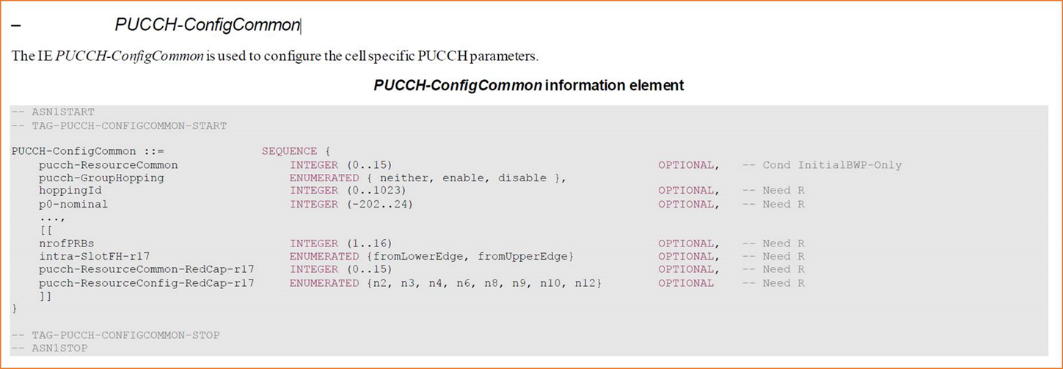 – PUCCH-ConfigCommon
The IE PUCCH-ConfigCommon is used to configure the cell specific PUCCH parameters.
PUCCH-ConfigCommon information element
-- ASN1START
-- TAG-PUCCH-CONFIGCOMMON-START
PUCCH-ConfigCommon ::= SEQUENCE {
pucch-ResourceCommon INTEGER (0..15) OPTIONAL, -- Cond InitialBWP-Only
pucch-GroupHopping ENUMERATED { neither, enable, disable },
hoppingId INTEGER (0..1023) OPTIONAL, -- Need R
p0-nominal INTEGER (-202..24) OPTIONAL, -- Need R
...,
[[
nrofPRBs INTEGER (1..16) OPTIONAL, -- Need R
intra-SlotFH-r17 ENUMERATED {fromLowerEdge, fromUpperEdge} OPTIONAL, -- Need R
pucch-ResourceCommon-RedCap-r17 INTEGER (0..15) OPTIONAL, -- Need R
pucch-ResourceConfig-RedCap-r17 ENUMERATED {n2, n3, n4, n6, n8, n9, n10, n12} OPTIONAL -- Need R
]]
}
-- TAG-PUCCH-CONFIGCOMMON-STOP
-- ASN1STOP